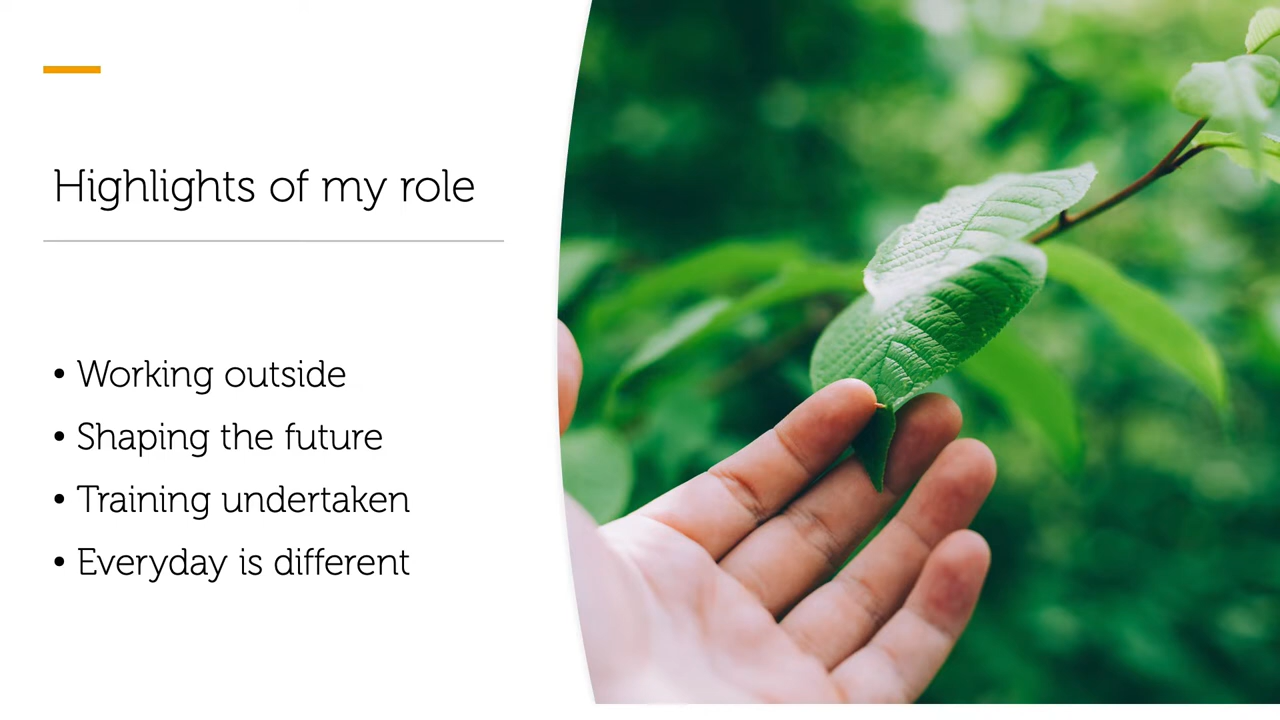 Highlights of my role
• Working outside
• Shaping the future
• Training undertaken
• Everyday is different